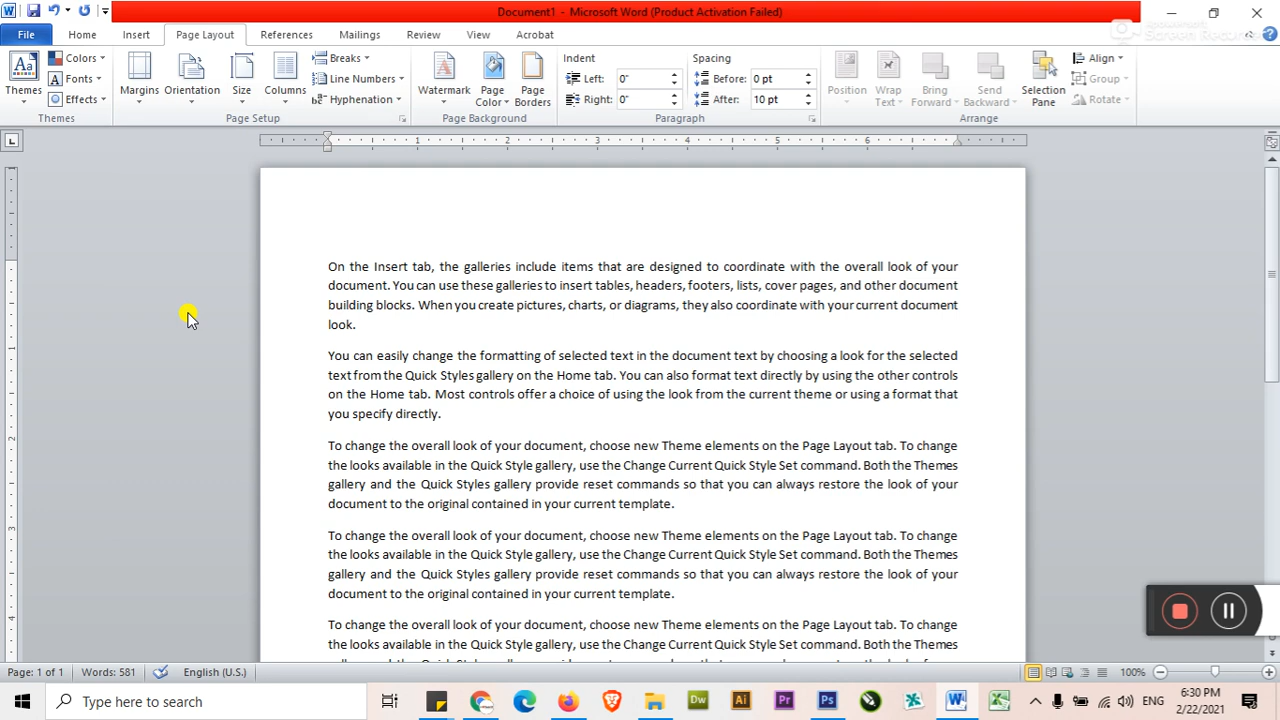 Document1 - Microsoft Word (Product Activation Failed)
File Home Insert Page Layout References Mailings Review View Acrobat
Themes Colors Fonts Effects
Themes
Margins Orientation Size Columns Breaks Line Numbers Hyphenation
Page Setup
Watermark Page Color Page Borders
Page Background
Indent Left: 0" Right: 0"
Spacing Before: 0 pt After: 10 pt
Paragraph
Position Wrap Text Bring Forward Send Backward Selection Pane Align Group Rotate
Arrange
1 2 3 4 5 6
On the Insert tab, the galleries include items that are designed to coordinate with the overall look of your
document. You can use these galleries to insert tables, headers, footers, lists, cover pages, and other document
building blocks. When you create pictures, charts, or diagrams, they also coordinate with your current document
look.
You can easily change the formatting of selected text in the document text by choosing a look for the selected
text from the Quick Styles gallery on the Home tab. You can also format text directly by using the other controls
on the Home tab. Most controls offer a choice of using the look from the current theme or using a format that
you specify directly.
To change the overall look of your document, choose new Theme elements on the Page Layout tab. To change
the looks available in the Quick Style gallery, use the Change Current Quick Style Set command. Both the Themes
gallery and the Quick Styles gallery provide reset commands so that you can always restore the look of your
document to the original contained in your current template.
To change the overall look of your document, choose new Theme elements on the Page Layout tab. To change
the looks available in the Quick Style gallery, use the Change Current Quick Style Set command. Both the Themes
gallery and the Quick Styles gallery provide reset commands so that you can always restore the look of your
document to the original contained in your current template.
To change the overall look of your document, choose new Theme elements on the Page Layout tab. To change
the looks available in the Quick Style gallery, use the Change Current Quick Style Set command. Both the Themes
Page: 1 of 1 Words: 581 English (U.S.) 100%
Type here to search
ENG
6:30 PM
2/22/2021